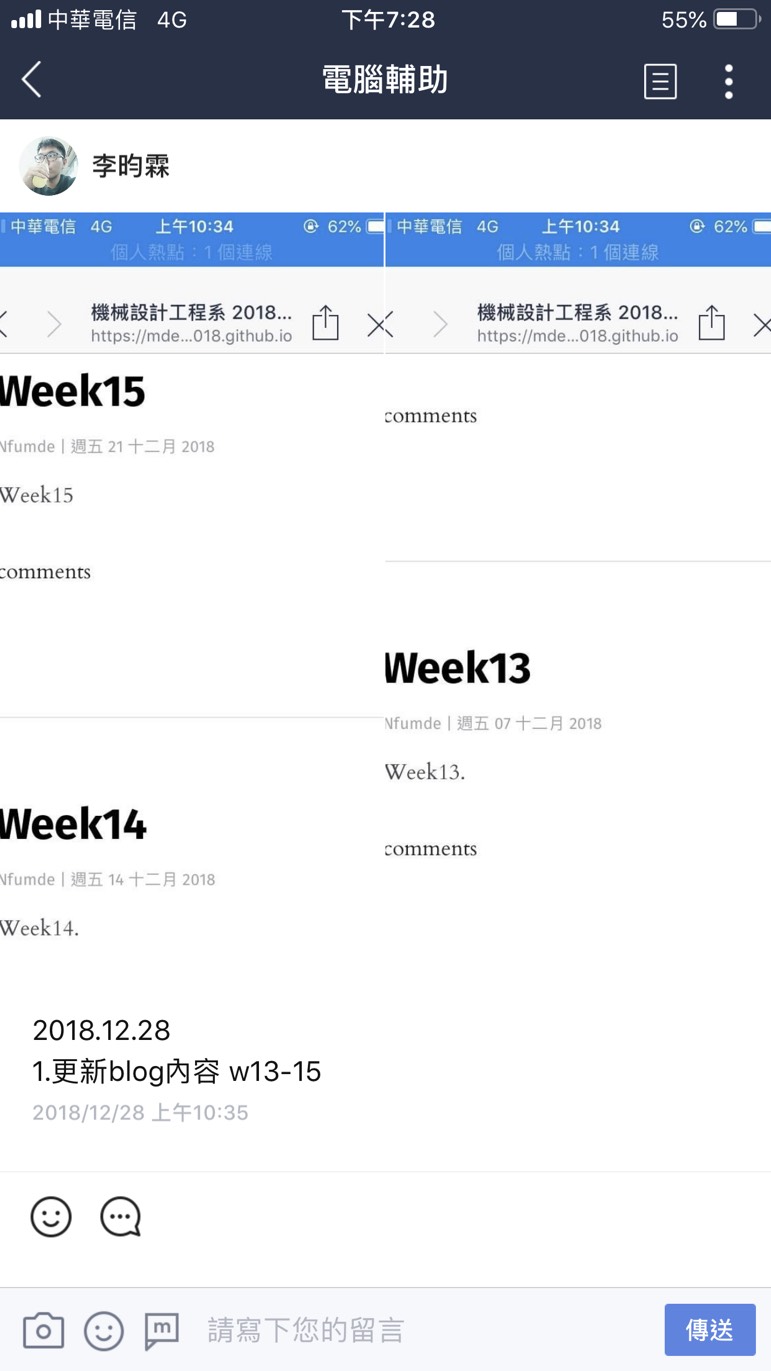 中華電信 4G 下午7:28 55%
電腦輔助
李昀霖
中華電信 4G 上午10:34 62%
個人熱點：1 個連線
機械設計工程系 2018...
https://mde...018.github.io
Week15
Nfumde | 週五 21 十二月 2018
Week15
comments
Week14
Nfumde | 週五 14 十二月 2018
Week14.
中華電信 4G 上午10:34 62%
個人熱點：1 個連線
機械設計工程系 2018...
https://mde...018.github.io
comments
Week13
Nfumde | 週五 07 十二月 2018
Week13.
comments
2018.12.28
1.更新blog內容 w13-15
2018/12/28 上午10:35
m
請寫下您的留言
傳送